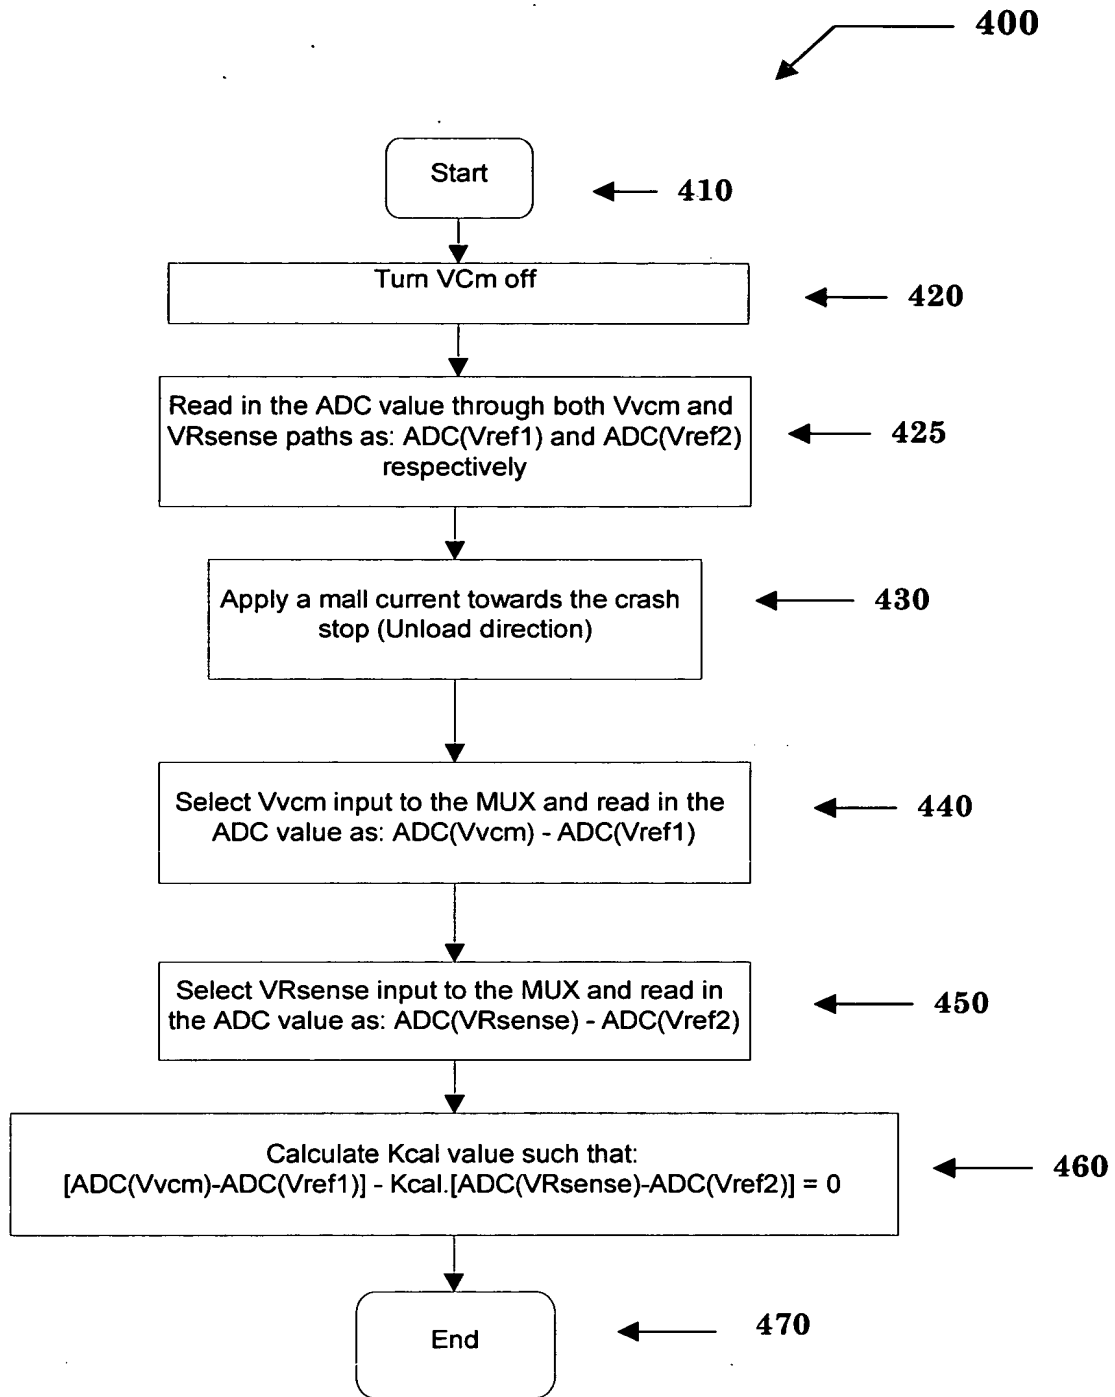 400
Start
410
Turn VCm off
420
Read in the ADC value through both Vvcm and
VRsense paths as: ADC(Vref1) and ADC(Vref2)
respectively
425
Apply a mall current towards the crash
stop (Unload direction)
430
Select Vvcm input to the MUX and read in the
ADC value as: ADC(Vvcm) - ADC(Vref1)
440
Select VRsense input to the MUX and read in
the ADC value as: ADC(VRsense) - ADC(Vref2)
450
Calculate Kcal value such that:
[ADC(Vvcm)-ADC(Vref1)] - Kcal.[ADC(VRsense)-ADC(Vref2)] = 0
460
End
470